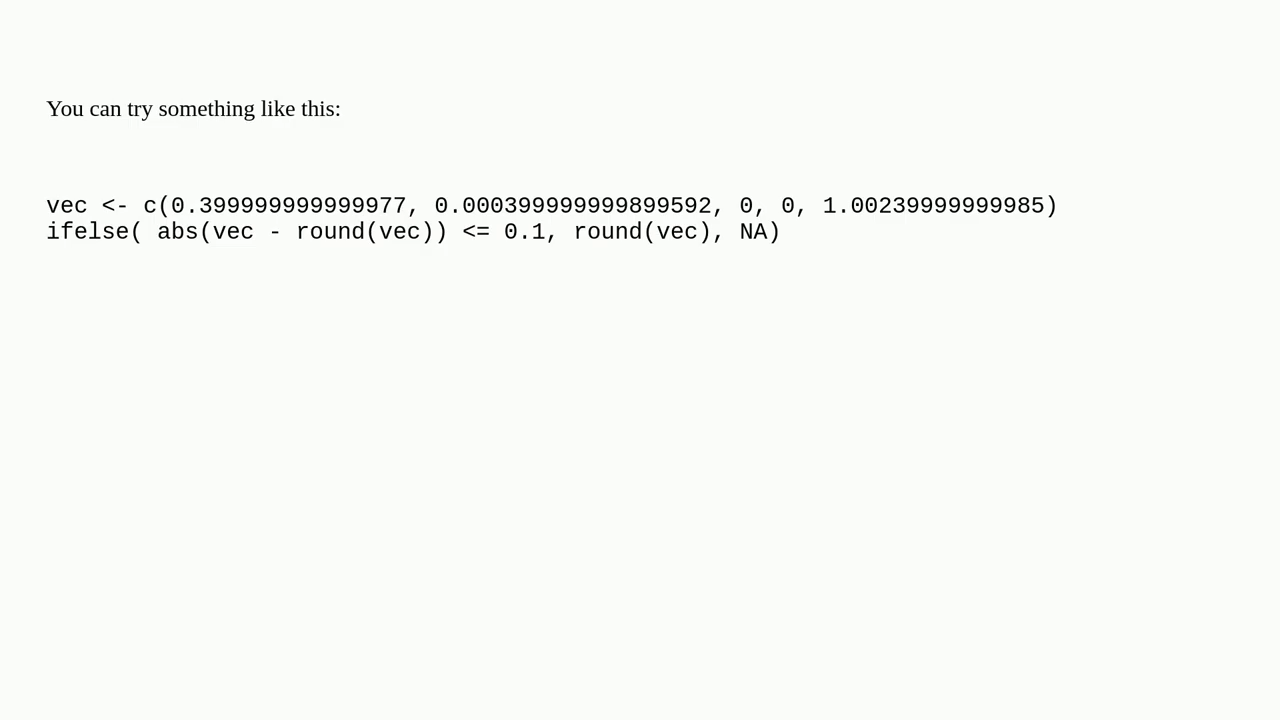 You can try something like this:
vec <- c(0.399999999999977, 0.000399999999899592, 0, 0, 1.00239999999985)
ifelse( abs(vec - round(vec)) <= 0.1, round(vec), NA)